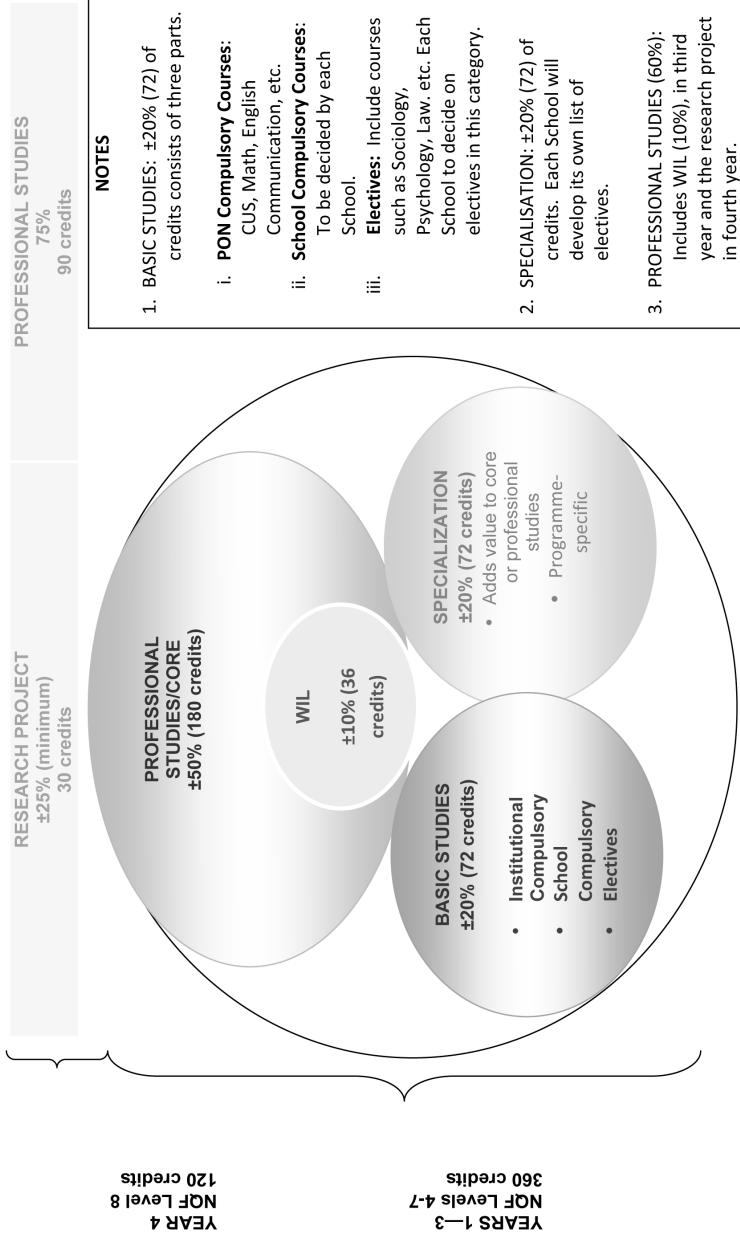 YEAR 4
NQF Level 8
120 credits
RESEARCH PROJECT
±25% (minimum)
30 credits
PROFESSIONAL STUDIES
75%
90 credits
YEARS 1—3
NQF Levels 4-7
360 credits
PROFESSIONAL
STUDIES/CORE
±50% (180 credits)
WIL
±10% (36
credits)
BASIC STUDIES
±20% (72 credits)
• Institutional
Compulsory
• School
Compulsory
• Electives
SPECIALIZATION
±20% (72 credits)
• Adds value to core
or professional
studies
• Programme-
specific
NOTES
1. BASIC STUDIES: ±20% (72) of
credits consists of three parts.
i. PON Compulsory Courses:
CUS, Math, English
Communication, etc.
ii. School Compulsory Courses:
To be decided by each
School.
iii. Electives: Include courses
such as Sociology,
Psychology, Law. etc. Each
School to decide on
electives in this category.
2. SPECIALISATION: ±20% (72) of
credits. Each School will
develop its own list of
electives.
3. PROFESSIONAL STUDIES (60%):
Includes WIL (10%), in third
year and the research project
in fourth year.